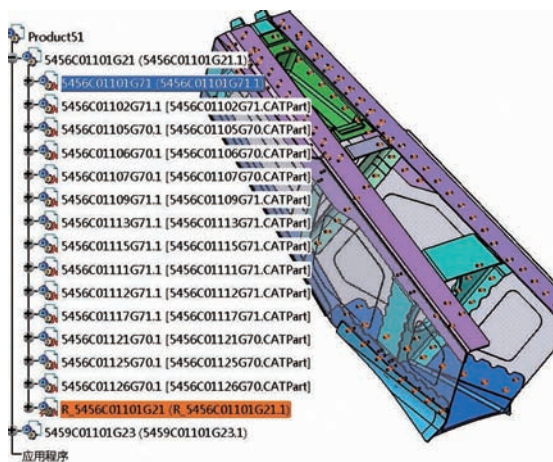 Product51
5456C01101G21 (5456C01101G21.1)
5456C01101G71 (5456C01101G71.1)
5456C01102G71.1 [5456C01102G71.CATPart]
5456C01105G70.1 [5456C01105G70.CATPart]
5456C01106G70.1 [5456C01106G70.CATPart]
5456C01107G70.1 [5456C01107G70.CATPart]
5456C01109G71.1 [5456C01109G71.CATPart]
5456C01113G71.1 [5456C01113G71.CATPart]
5456C01115G71.1 [5456C01115G71.CATPart]
5456C01111G71.1 [5456C01111G71.CATPart]
5456C01112G71.1 [5456C01112G71.CATPart]
5456C01117G71.1 [5456C01117G71.CATPart]
5456C01121G70.1 [5456C01121G70.CATPart]
5456C01125G70.1 [5456C01125G70.CATPart]
5456C01126G70.1 [5456C01126G70.CATPart]
R_5456C01101G21 (R_5456C01101G21.1)
5459C01101G23 (5459C01101G23.1)
应用程序